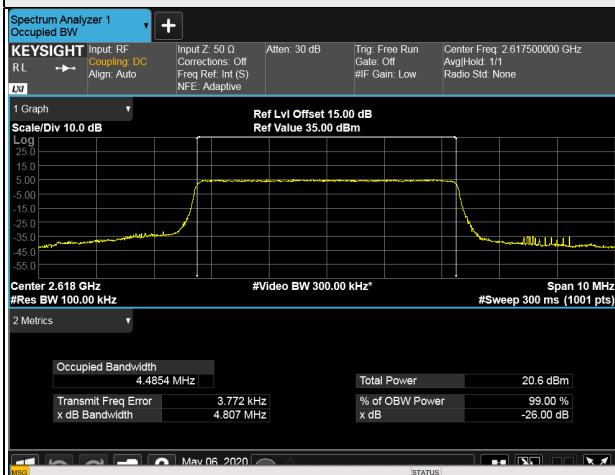 Spectrum Analyzer 1
Occupied BW
KEYSIGHT Input: RF Input Z: 50 Ω Atten: 30 dB Trig: Free Run Center Freq: 2.617500000 GHz
RL Coupling: DC Corrections: Off Gate: Off Avg|Hold: 1/1
Align: Auto Freq Ref: Int (S) #IF Gain: Low Radio Std: None
LXI NFE: Adaptive
1 Graph
Ref Lvl Offset 15.00 dB
Scale/Div 10.0 dB Ref Value 35.00 dBm
Log
25.0
15.0
5.00
-5.00
-15.0
-25.0
-35.0
-45.0
-55.0
Center 2.618 GHz #Video BW 300.00 kHz* Span 10 MHz
#Res BW 100.00 kHz #Sweep 300 ms (1001 pts)
2 Metrics
Occupied Bandwidth
4.4854 MHz Total Power 20.6 dBm
Transmit Freq Error 3.772 kHz % of OBW Power 99.00 %
x dB Bandwidth 4.807 MHz x dB -26.00 dB
May 06, 2020
MSG STATUS